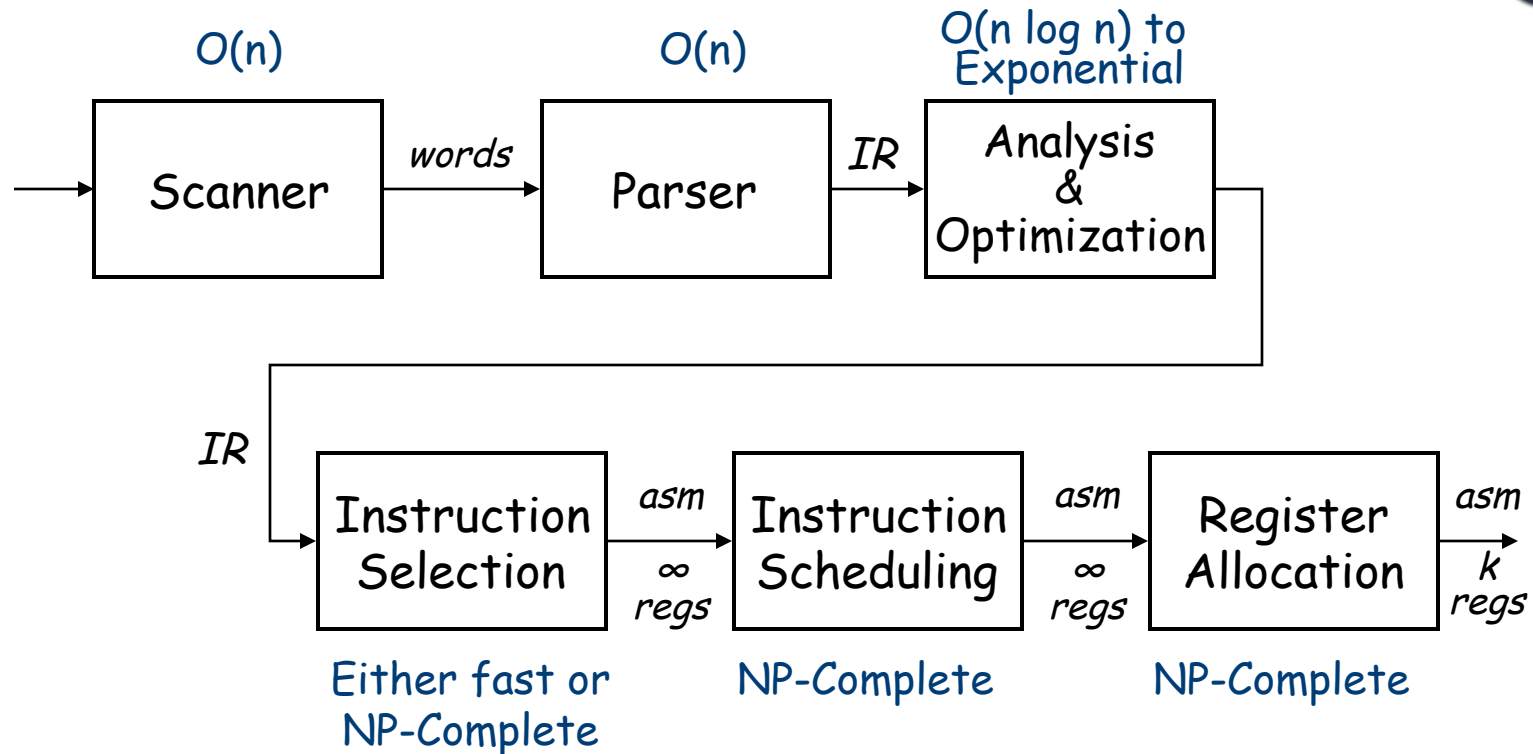 O(n)
O(n)
O(n log n) to
Exponential
Scanner
words
Parser
IR
Analysis
&
Optimization
IR
Instruction
Selection
asm
∞
regs
Instruction
Scheduling
asm
∞
regs
Register
Allocation
asm
k
regs
Either fast or
NP-Complete
NP-Complete
NP-Complete